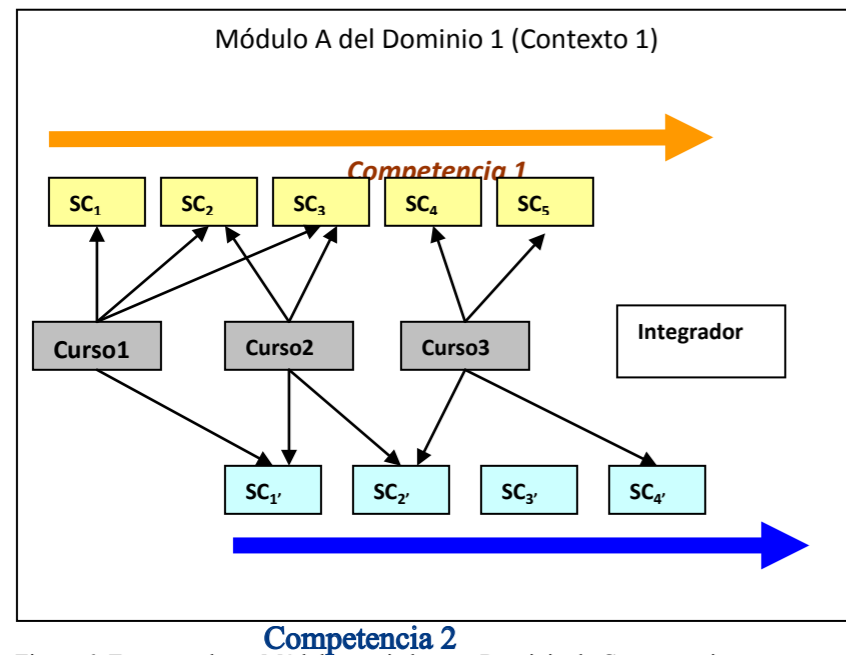 Módulo A del Dominio 1 (Contexto 1)
Competencia 1
SC₁ SC₂ SC₃ SC₄ SC₅
Curso1 Curso2 Curso3 Integrador
SC₁’ SC₂’ SC₃’ SC₄’
Competencia 2